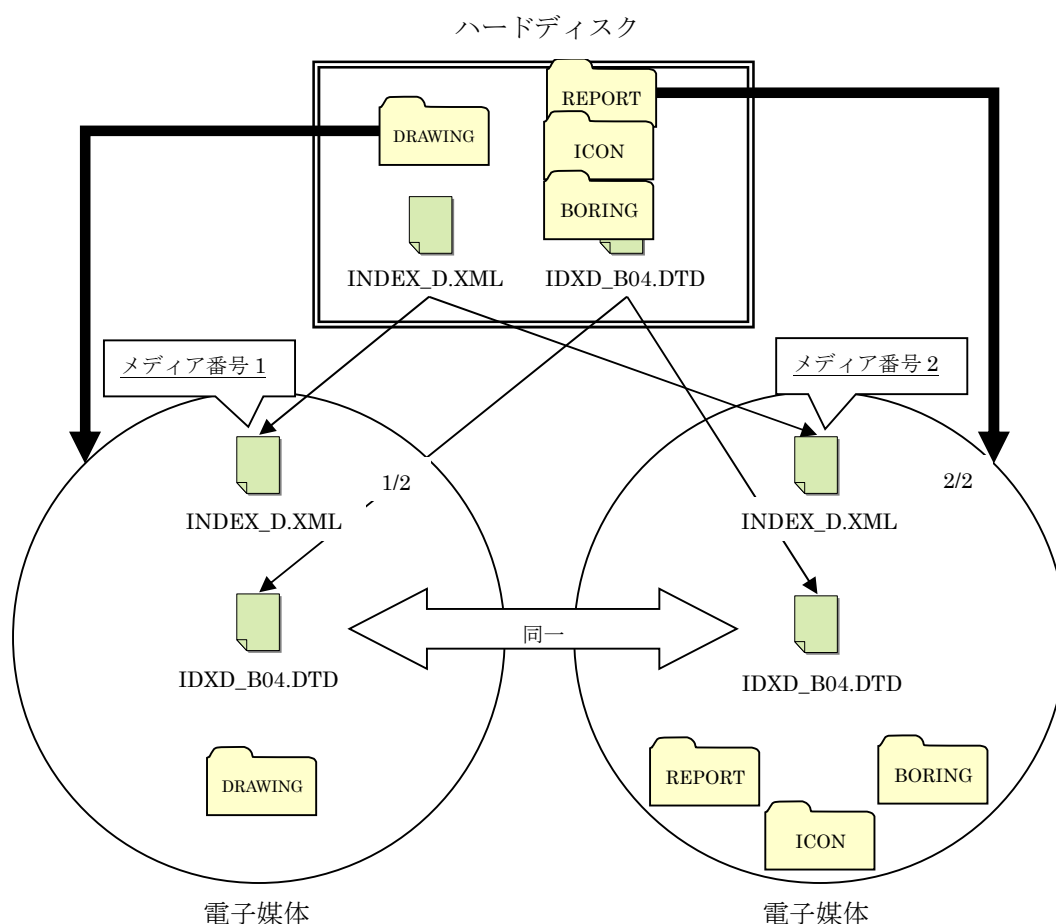 ハードディスク
REPORT
DRAWING
ICON
BORING
INDEX_D.XML
IDXD_B04.DTD
メディア番号 1
メディア番号 2
1/2
2/2
INDEX_D.XML
INDEX_D.XML
同一
IDXD_B04.DTD
IDXD_B04.DTD
DRAWING
REPORT
BORING
ICON
電子媒体
電子媒体